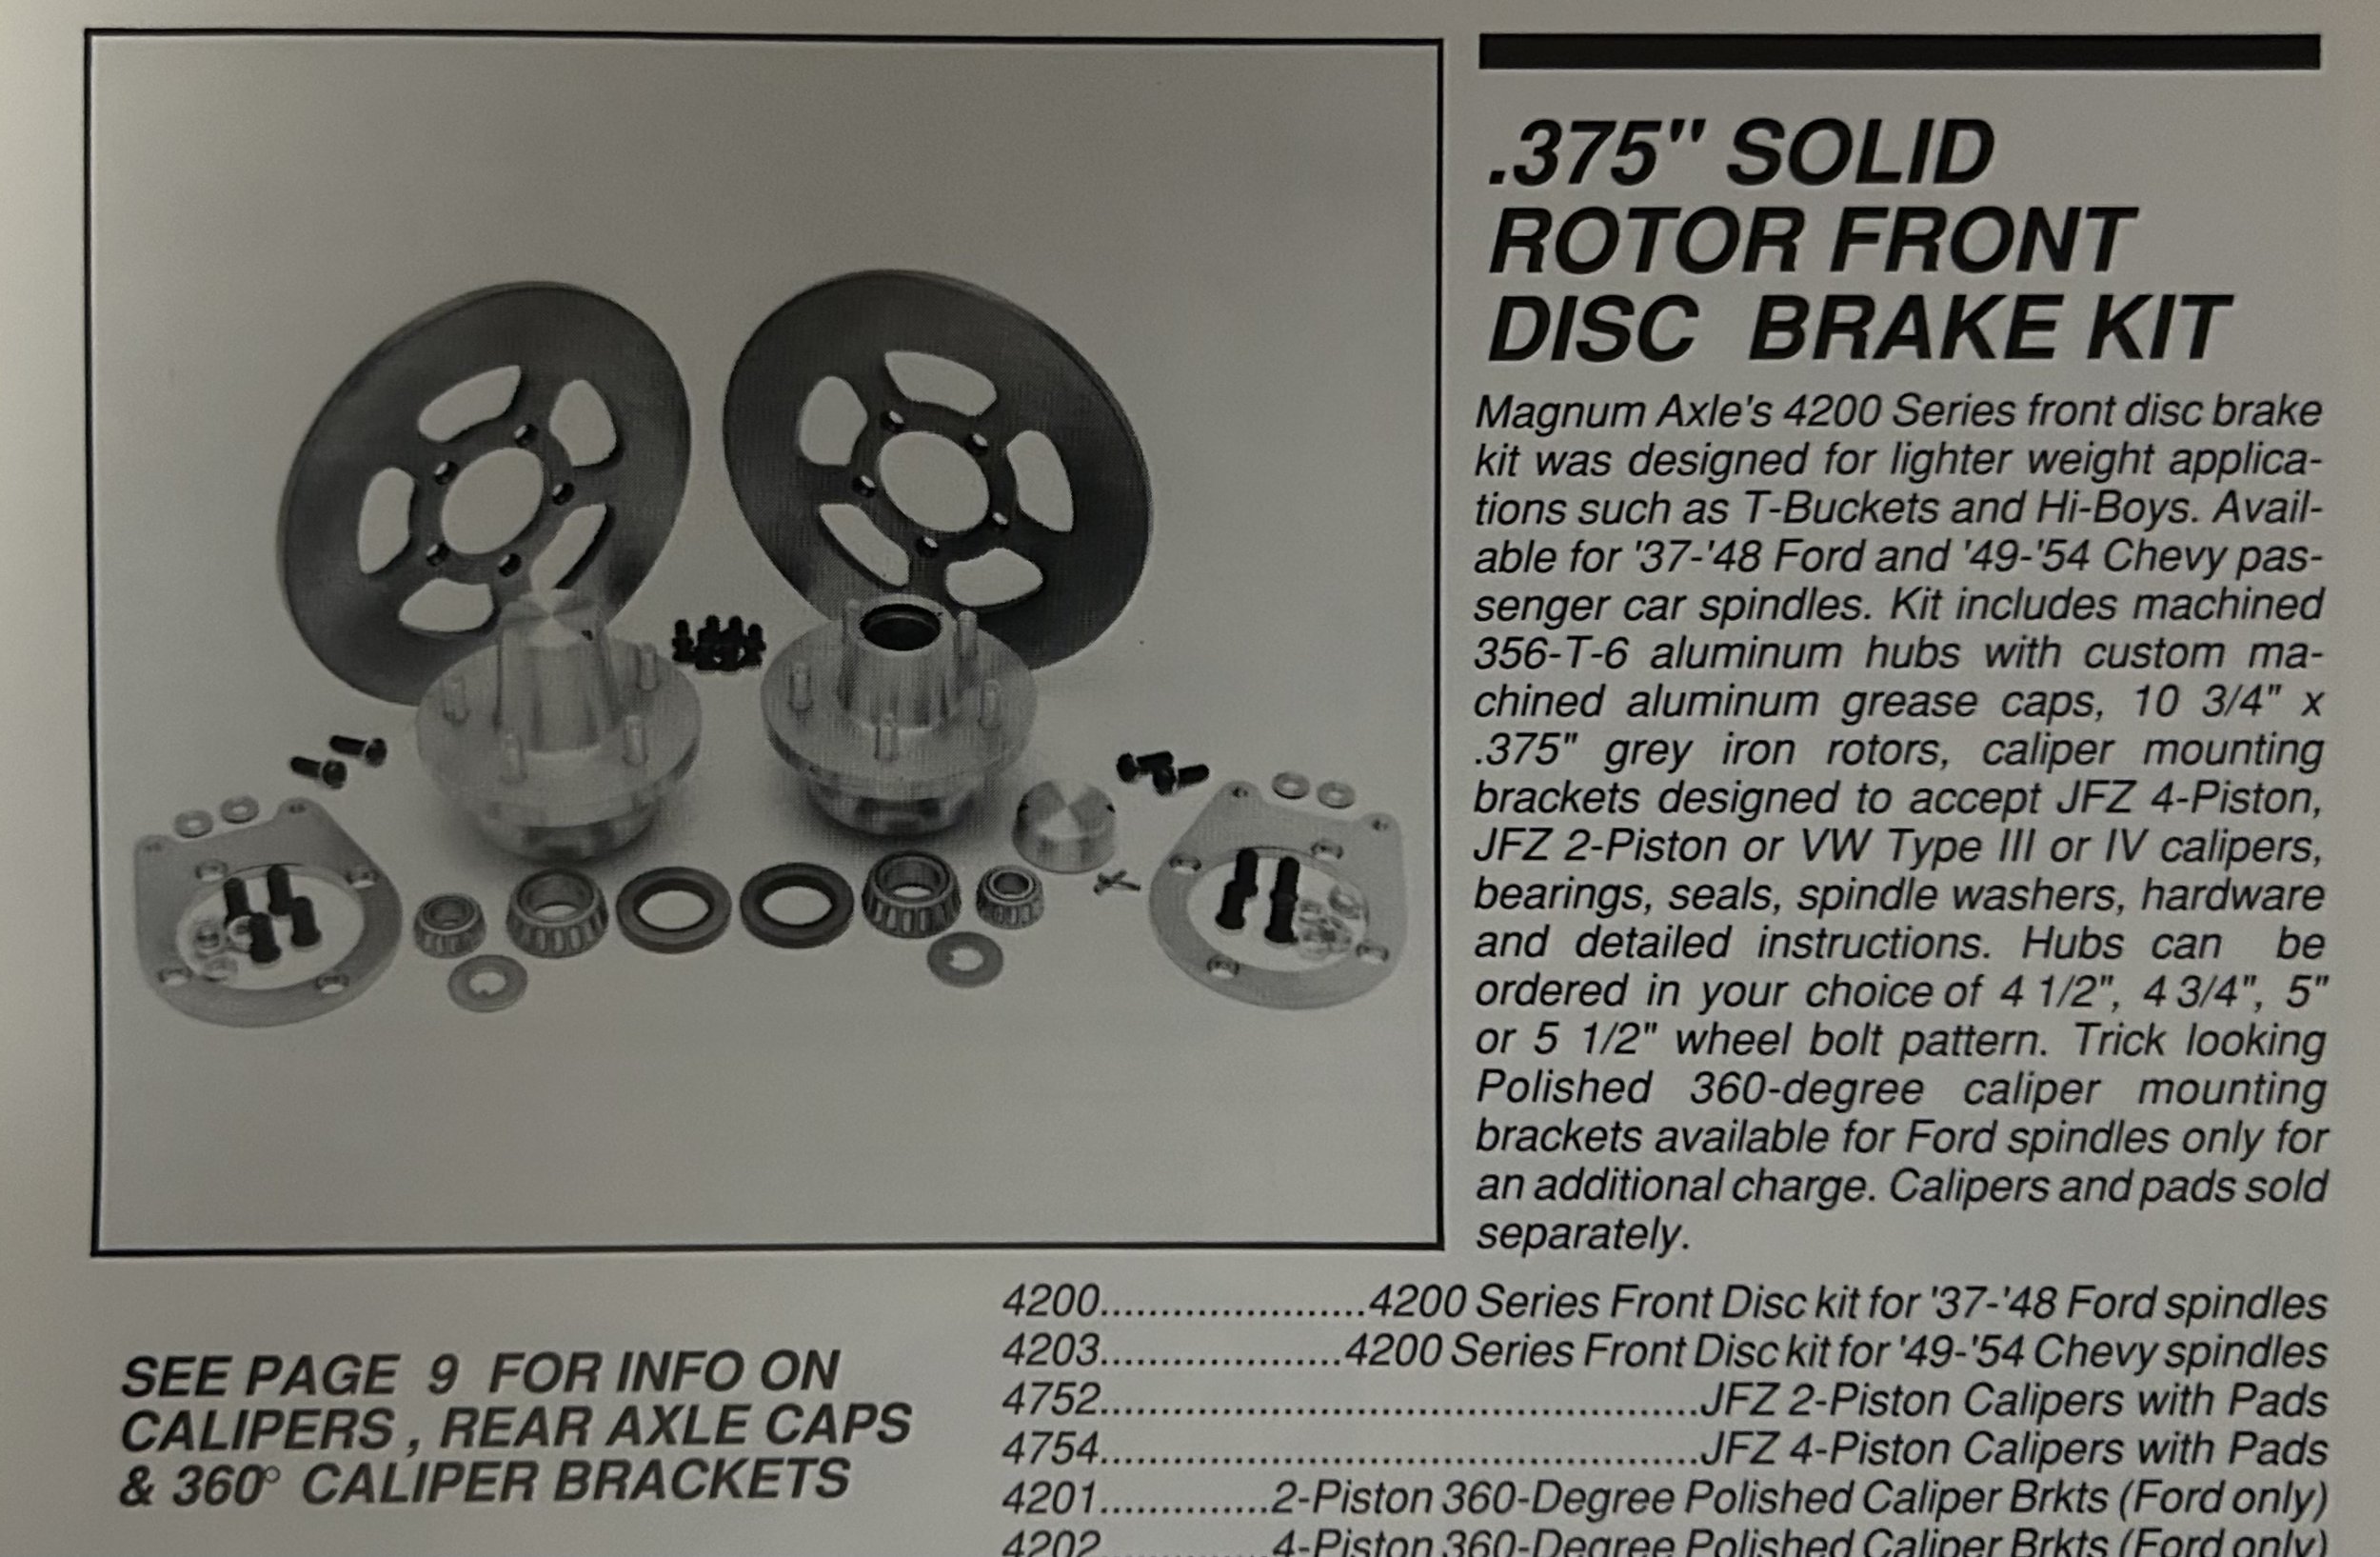 .375" SOLID
ROTOR FRONT
DISC BRAKE KIT
Magnum Axle's 4200 Series front disc brake
kit was designed for lighter weight applica-
tions such as T-Buckets and Hi-Boys. Avail-
able for '37-'48 Ford and '49-'54 Chevy pas-
senger car spindles. Kit includes machined
356-T-6 aluminum hubs with custom ma-
chined aluminum grease caps, 10 3/4" x
.375" grey iron rotors, caliper mounting
brackets designed to accept JFZ 4-Piston,
JFZ 2-Piston or VW Type III or IV calipers,
bearings, seals, spindle washers, hardware
and detailed instructions. Hubs can be
ordered in your choice of 4 1/2", 4 3/4", 5"
or 5 1/2" wheel bolt pattern. Trick looking
Polished 360-degree caliper mounting
brackets available for Ford spindles only for
an additional charge. Calipers and pads sold
separately.
SEE PAGE 9 FOR INFO ON
CALIPERS , REAR AXLE CAPS
& 360° CALIPER BRACKETS
4200......................4200 Series Front Disc kit for '37-'48 Ford spindles
4203....................4200 Series Front Disc kit for '49-'54 Chevy spindles
4752.................................................JFZ 2-Piston Calipers with Pads
4754.................................................JFZ 4-Piston Calipers with Pads
4201..............2-Piston 360-Degree Polished Caliper Brkts (Ford only)
4202..............4-Piston 360-Degree Polished Caliper Brkts (Ford only)